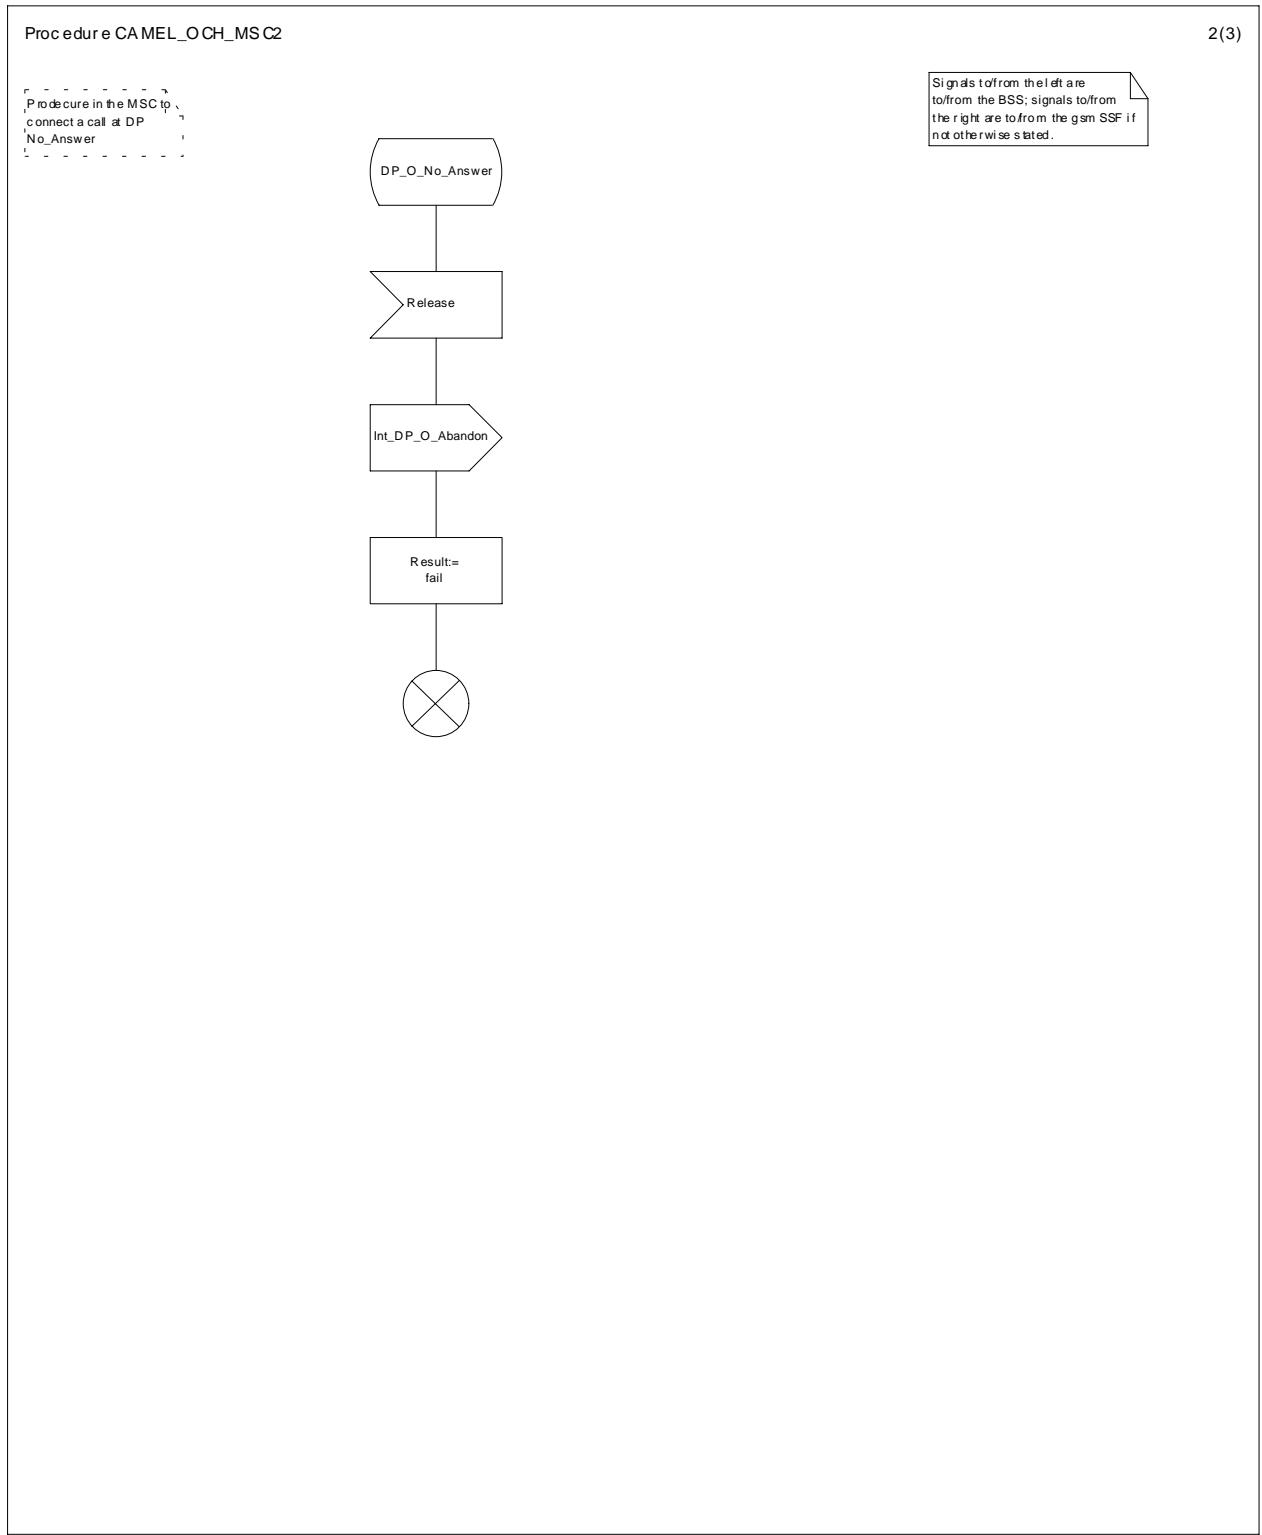 Procedure CAMEL_OCH_MSC2
2(3)
Prodecure in the MSC to
connect a call at DP
No_Answer
Signals to/from the left are
to/from the BSS; signals to/from
the right are to/from the gsmSSF if
not otherwise stated.
DP_O_No_Answer
Release
Int_DP_O_Abandon
Result:=
fail